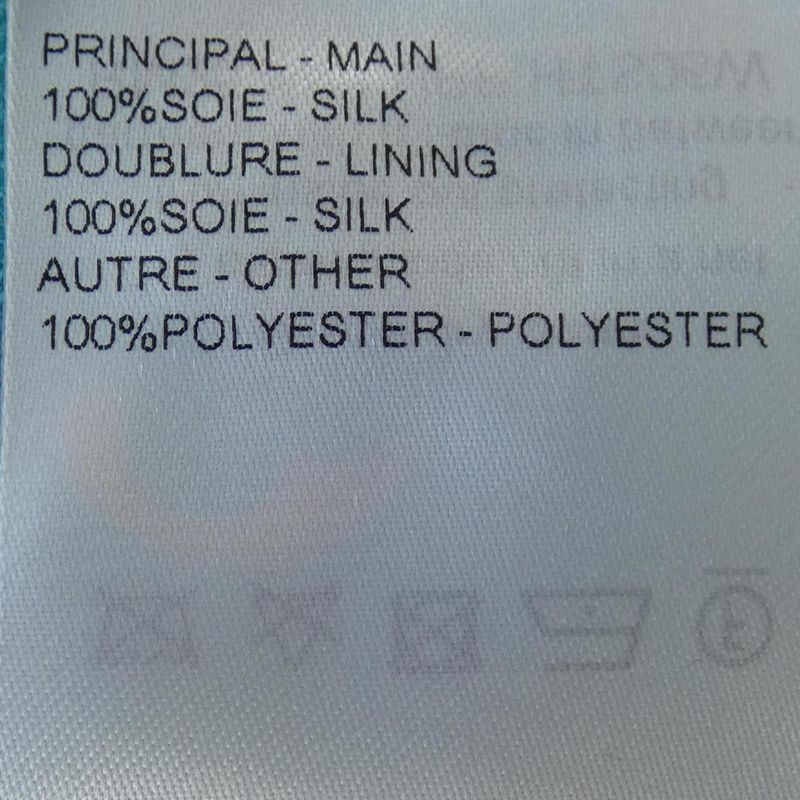 PRINCIPAL - MAIN
100%SOIE - SILK
DOUBLURE - LINING
100%SOIE - SILK
AUTRE - OTHER
100%POLYESTER - POLYESTER